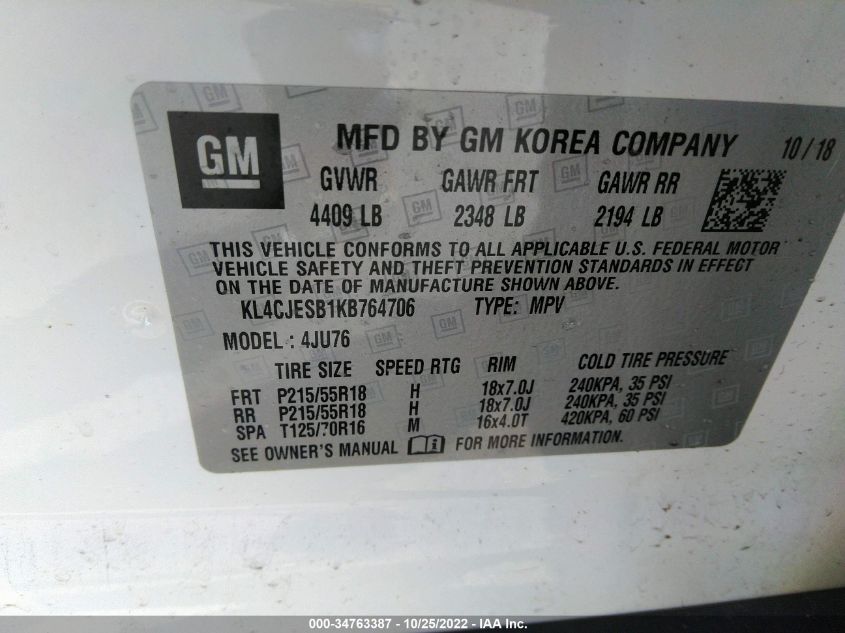 GM
MFD BY GM KOREA COMPANY 10/18
GVWR GAWR FRT GAWR RR
4409 LB 2348 LB 2194 LB
THIS VEHICLE CONFORMS TO ALL APPLICABLE U.S. FEDERAL MOTOR
VEHICLE SAFETY AND THEFT PREVENTION STANDARDS IN EFFECT
ON THE DATE OF MANUFACTURE SHOWN ABOVE.
KL4CJESB1KB764706 TYPE: MPV
MODEL : 4JU76
TIRE SIZE SPEED RTG RIM COLD TIRE PRESSURE
FRT P215/55R18 H 18x7.0J 240KPA, 35 PSI
RR P215/55R18 H 18x7.0J 240KPA, 35 PSI
SPA T125/70R16 M 16x4.0T 420KPA, 60 PSI
SEE OWNER'S MANUAL FOR MORE INFORMATION.
000-34763387 - 10/25/2022 - IAA Inc.